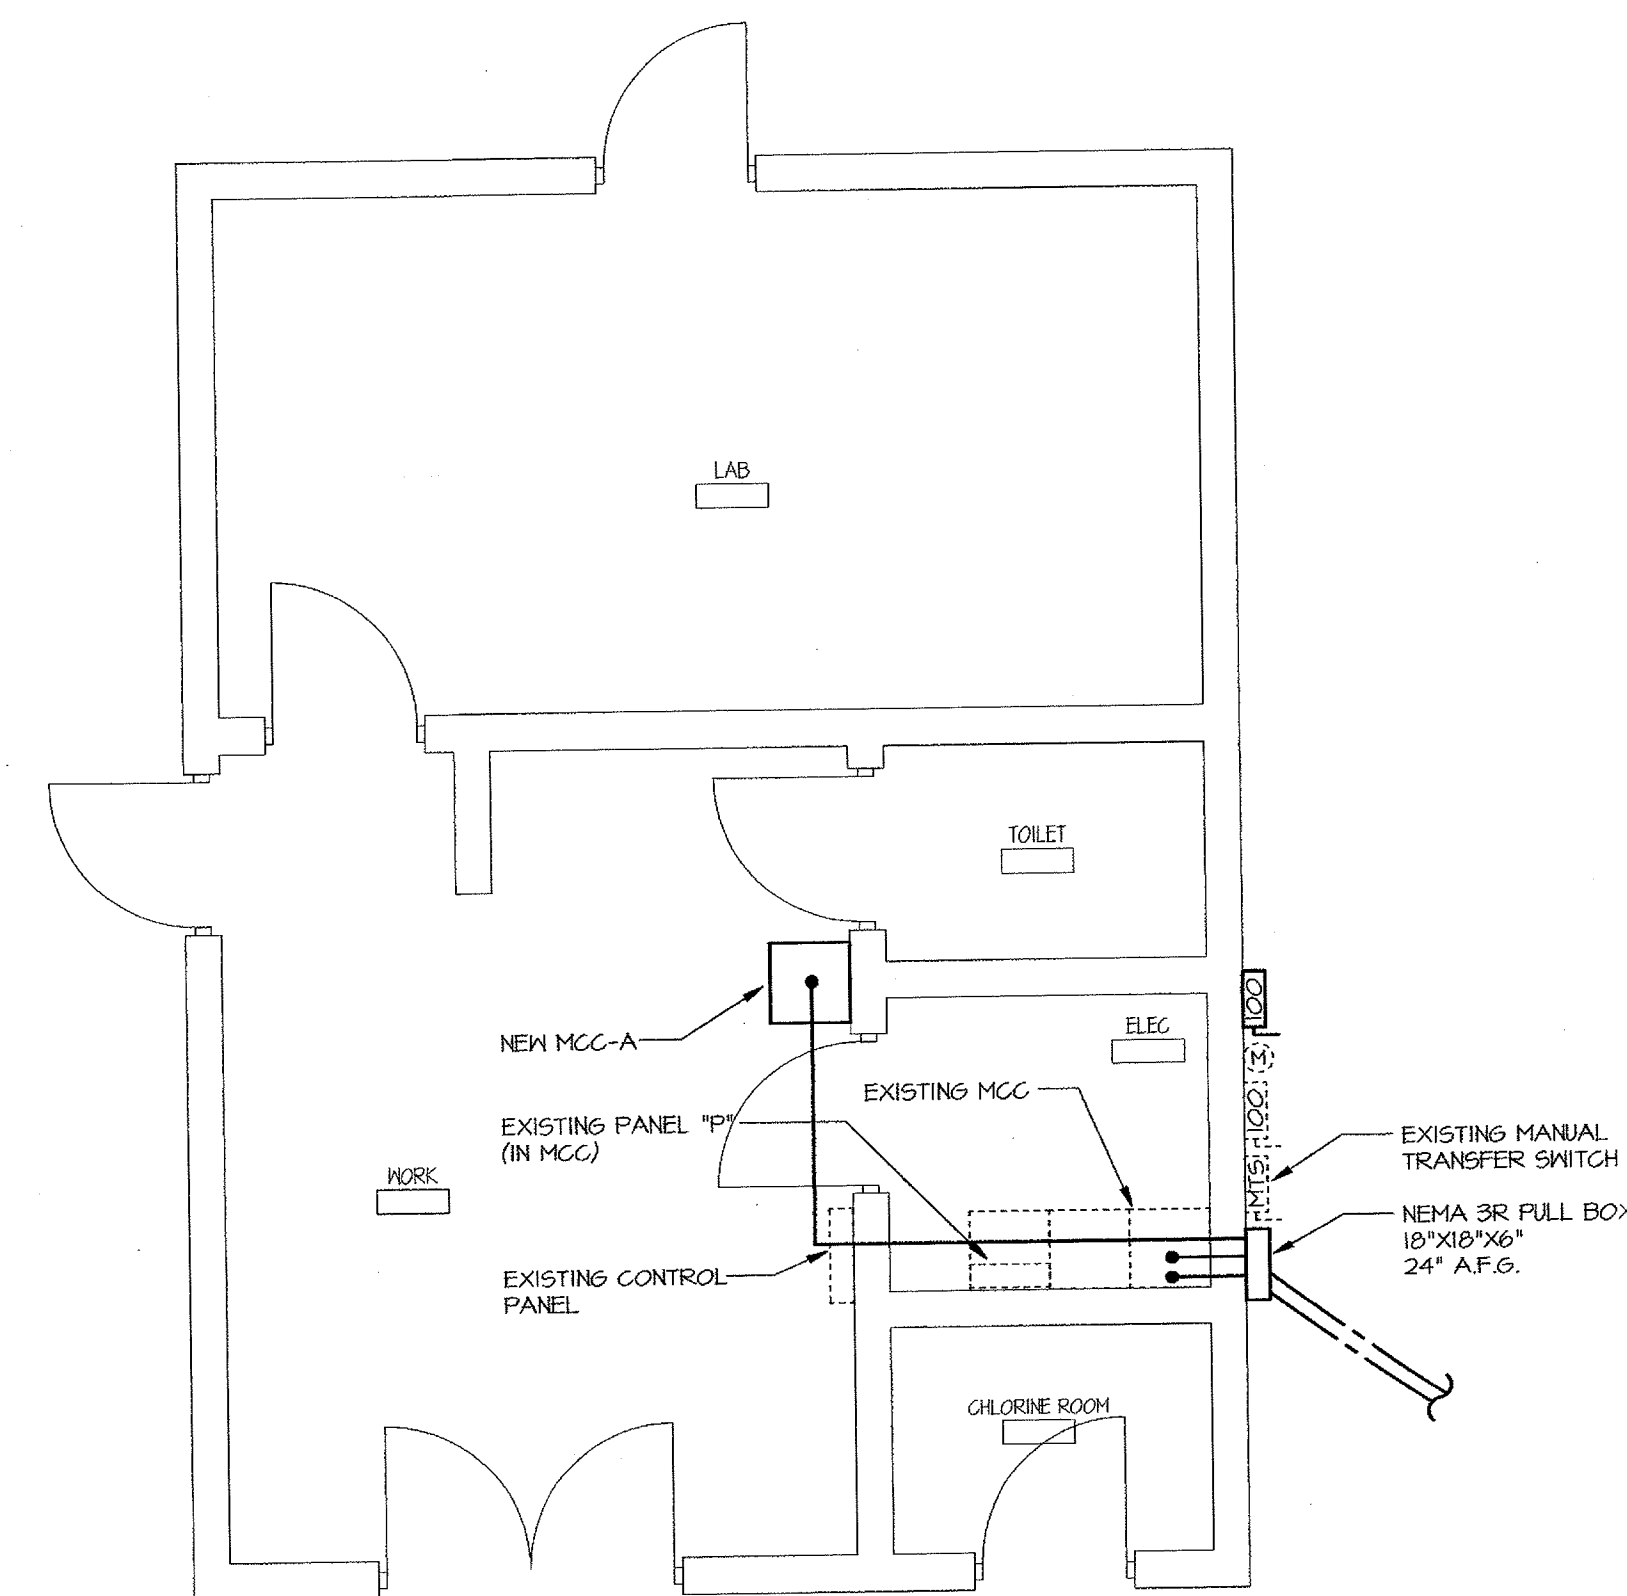 LAB
TOILET
100
NEW MCC-A
ELEC
M
EXISTING MCC
100
EXISTING PANEL "P"
(IN MCC)
EXISTING MANUAL
TRANSFER SWITCH
MTS
WORK
NEMA 3R PULL BOX
18"X18"X6"
24" A.F.G.
EXISTING CONTROL
PANEL
CHLORINE ROOM